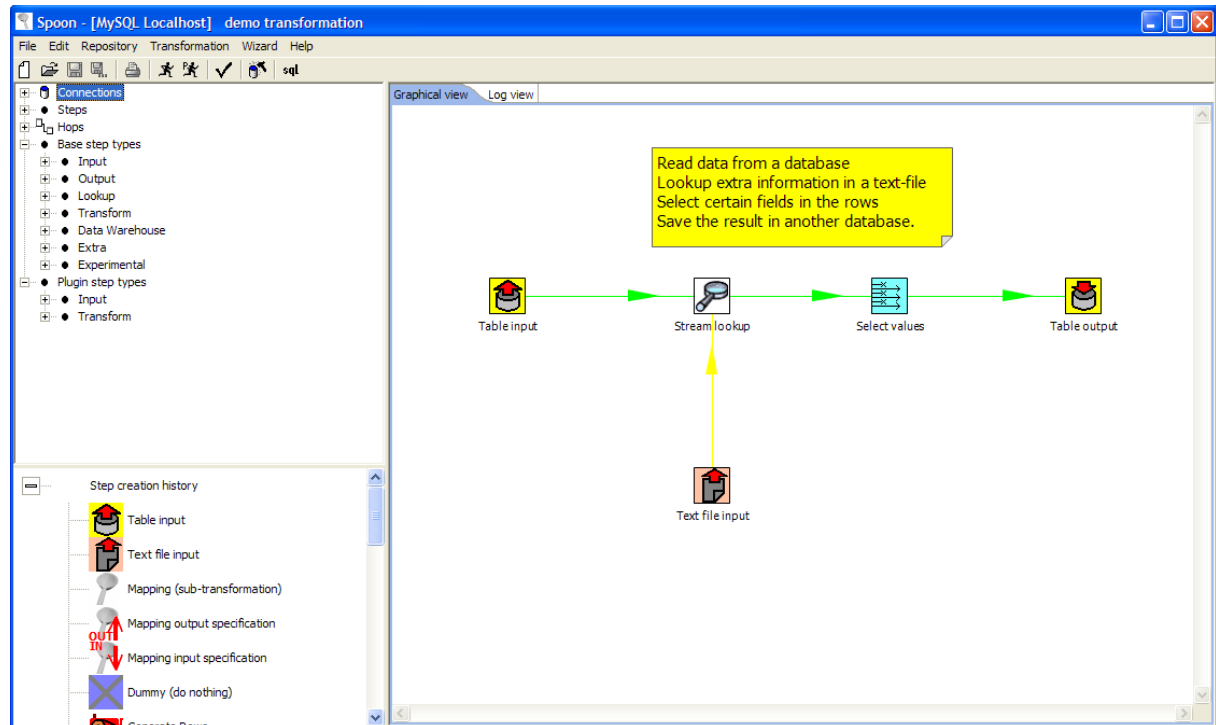 Spoon - [MySQL Localhost] demo transformation
File Edit Repository Transformation Wizard Help
sql
Connections
Steps
Hops
Base step types
Input
Output
Lookup
Transform
Data Warehouse
Extra
Experimental
Plugin step types
Input
Transform
Step creation history
Table input
Text file input
Mapping (sub-transformation)
OUT
Mapping output specification
IN
Mapping input specification
Dummy (do nothing)
Generate Rows
Graphical view Log view
Read data from a database
Lookup extra information in a text-file
Select certain fields in the rows
Save the result in another database.
Table input
Stream lookup
Select values
Table output
Text file input